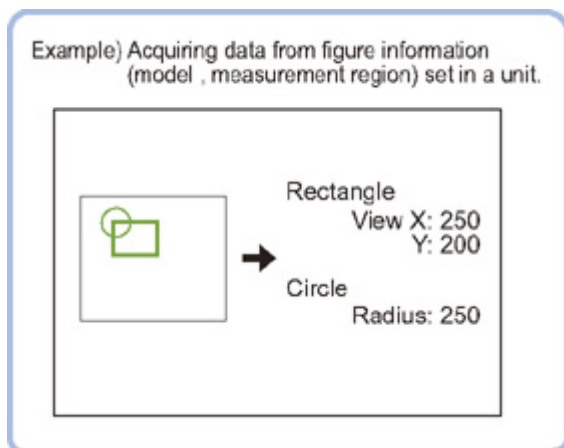 Example) Acquiring data from figure information
(model , measurement region) set in a unit.
Rectangle
View X: 250
Y: 200
Circle
Radius: 250